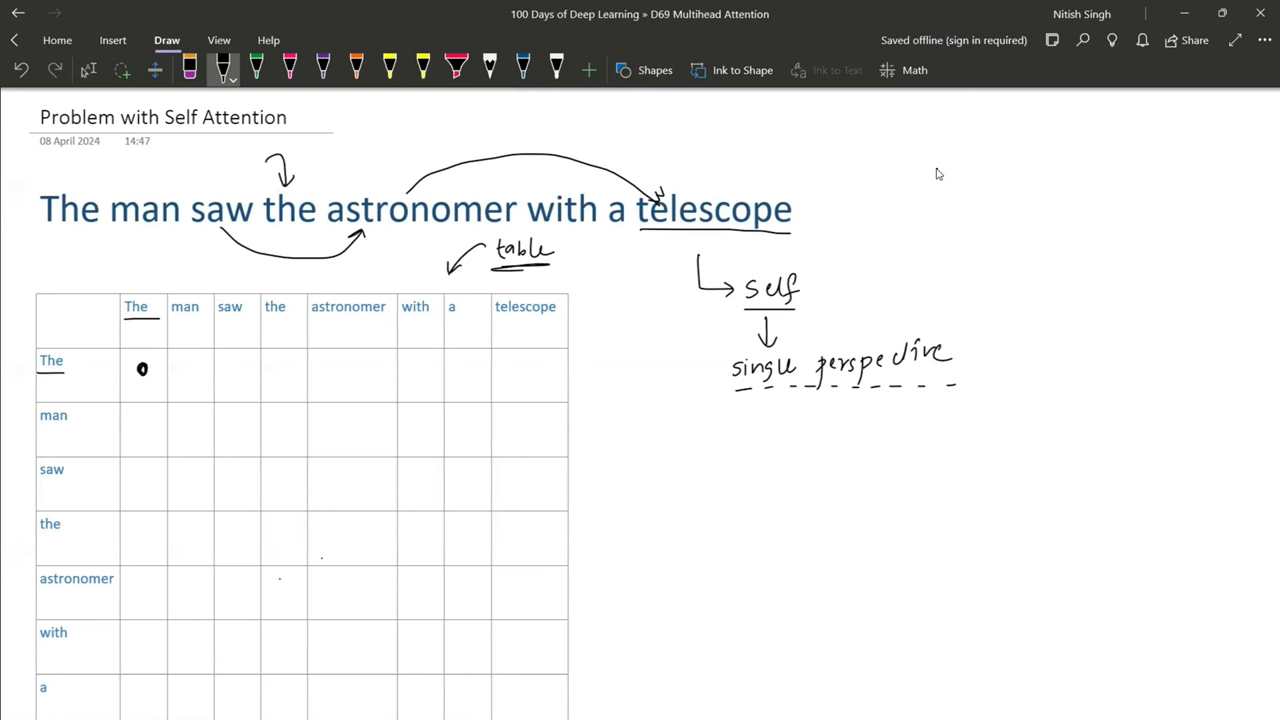 100 Days of Deep Learning » D69 Multihead Attention
Nitish Singh
Home Insert Draw View Help
Saved offline (sign in required)
Share
Shapes
Ink to Shape
Ink to Text
Math
Problem with Self Attention
08 April 2024 14:47
The man saw the astronomer with a telescope
table
self
single perspective
The man saw the astronomer with a telescope
The
man
saw
the
astronomer
with
a